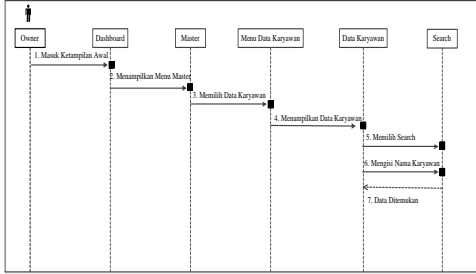 Owner
Dashboard
Master
Menu Data Karyawan
Data Karyawan
Search
1. Masuk Ketampilan Awal
2. Menampilkan Menu Master
3. Memilih Data Karyawan
4. Menampilkan Data Karyawan
5. Memilih Search
6. Mengisi Nama Karyawan
7. Data Ditemukan